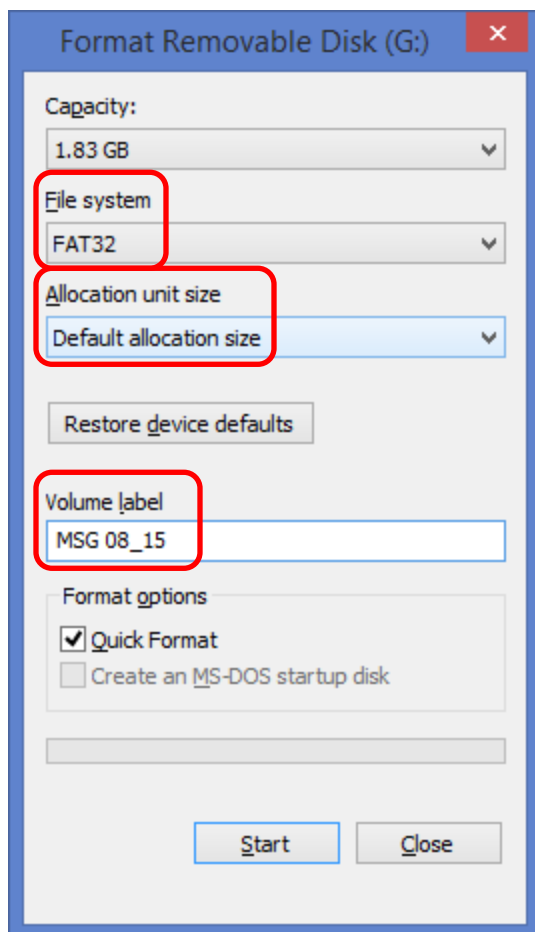 Format Removable Disk (G:)
Capacity:
1.83 GB
File system
FAT32
Allocation unit size
Default allocation size
Restore device defaults
Volume label
MSG 08_15
Format options
Quick Format
Create an MS-DOS startup disk
Start
Close